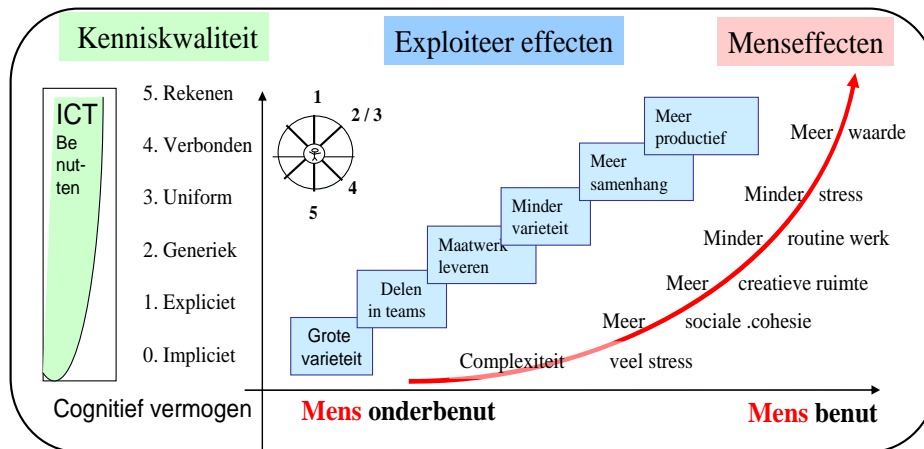 Kenniskwaliteit
Exploiteer effecten
Menseffecten
ICT
Be
nut-
ten
5. Rekenen
4. Verbonden
3. Uniform
2. Generiek
1. Expliciet
0. Impliciet
Cognitief vermogen
1
2 / 3
4
5
Meer
productief
Meer
samenhang
Minder
varieteit
Maatwerk
leveren
Delen
in teams
Grote
varieteit
Meer waarde
Minder stress
Minder routine werk
Meer creatieve ruimte
Meer sociale .cohesie
Complexiteit veel stress
Mens onderbenut
Mens benut